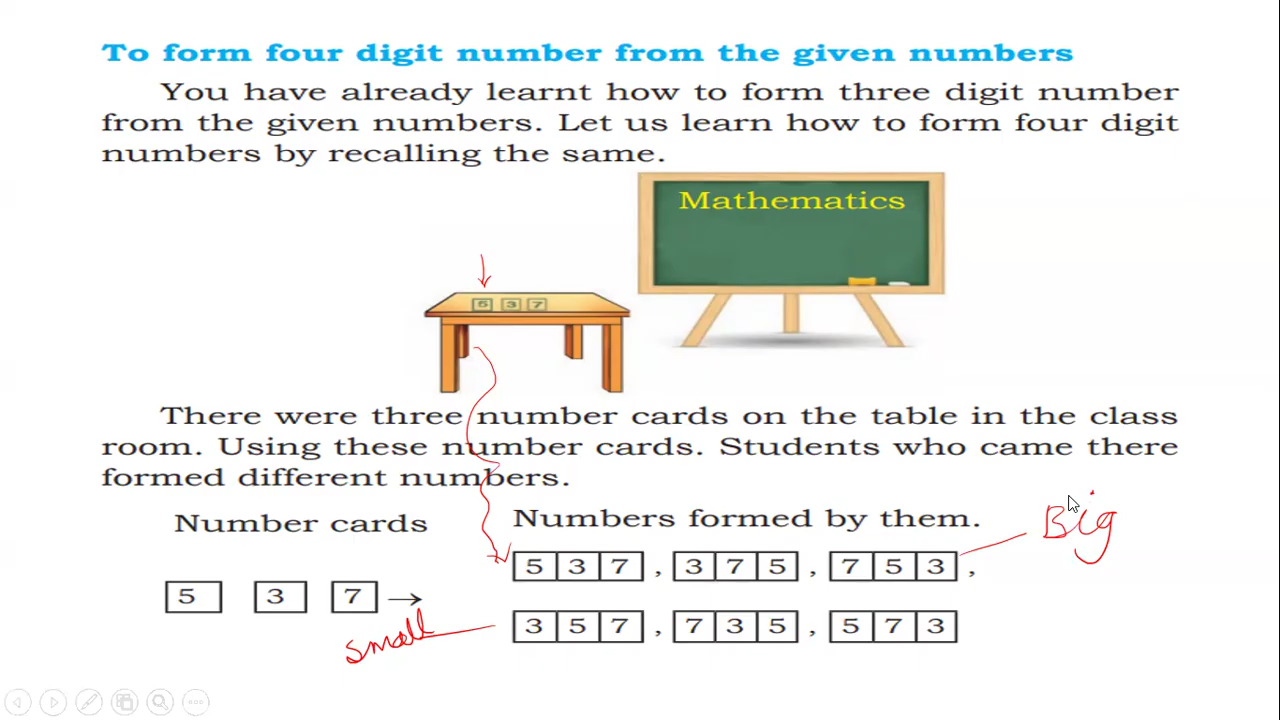 To form four digit number from the given numbers
You have already learnt how to form three digit number
from the given numbers. Let us learn how to form four digit
numbers by recalling the same.
Mathematics
5 3 7
There were three number cards on the table in the class
room. Using these number cards. Students who came there
formed different numbers.
Number cards
Numbers formed by them.
Big
5 3 7 , 3 7 5 , 7 5 3 ,
5 3 7 →
small
3 5 7 , 7 3 5 , 5 7 3